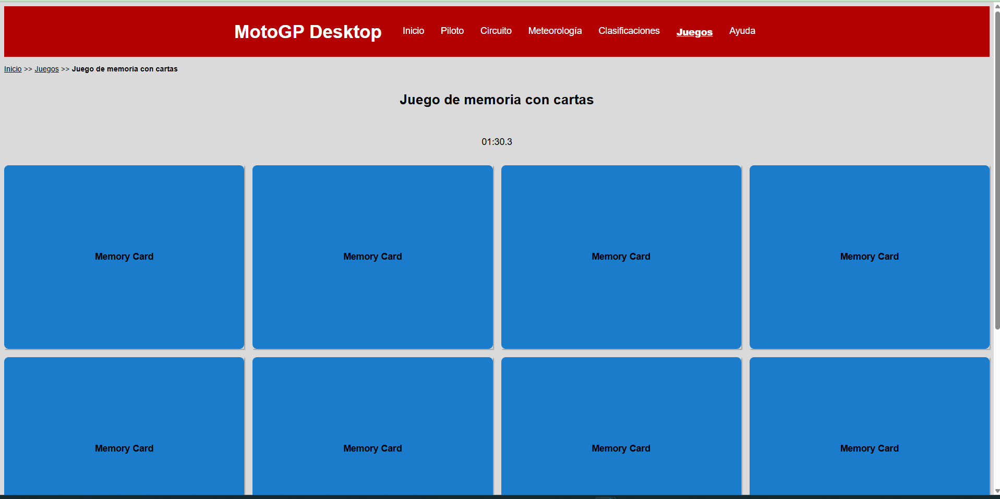 MotoGP Desktop Inicio Piloto Circuito Meteorología Clasificaciones Juegos Ayuda
Inicio >> Juegos >> Juego de memoria con cartas
Juego de memoria con cartas
01:30.3
Memory Card Memory Card Memory Card Memory Card
Memory Card Memory Card Memory Card Memory Card